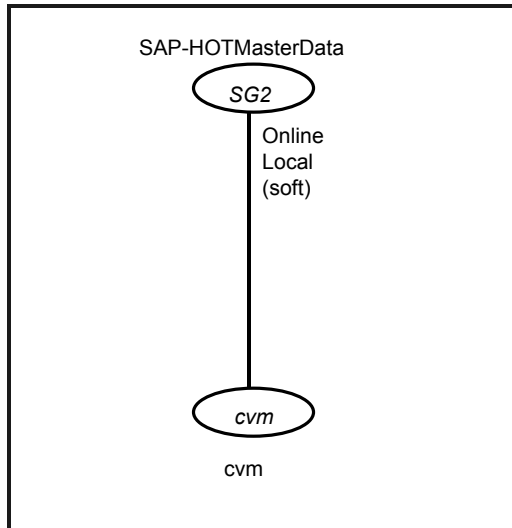 SAP-HOTMasterData
SG2
Online
Local
(soft)
cvm
cvm